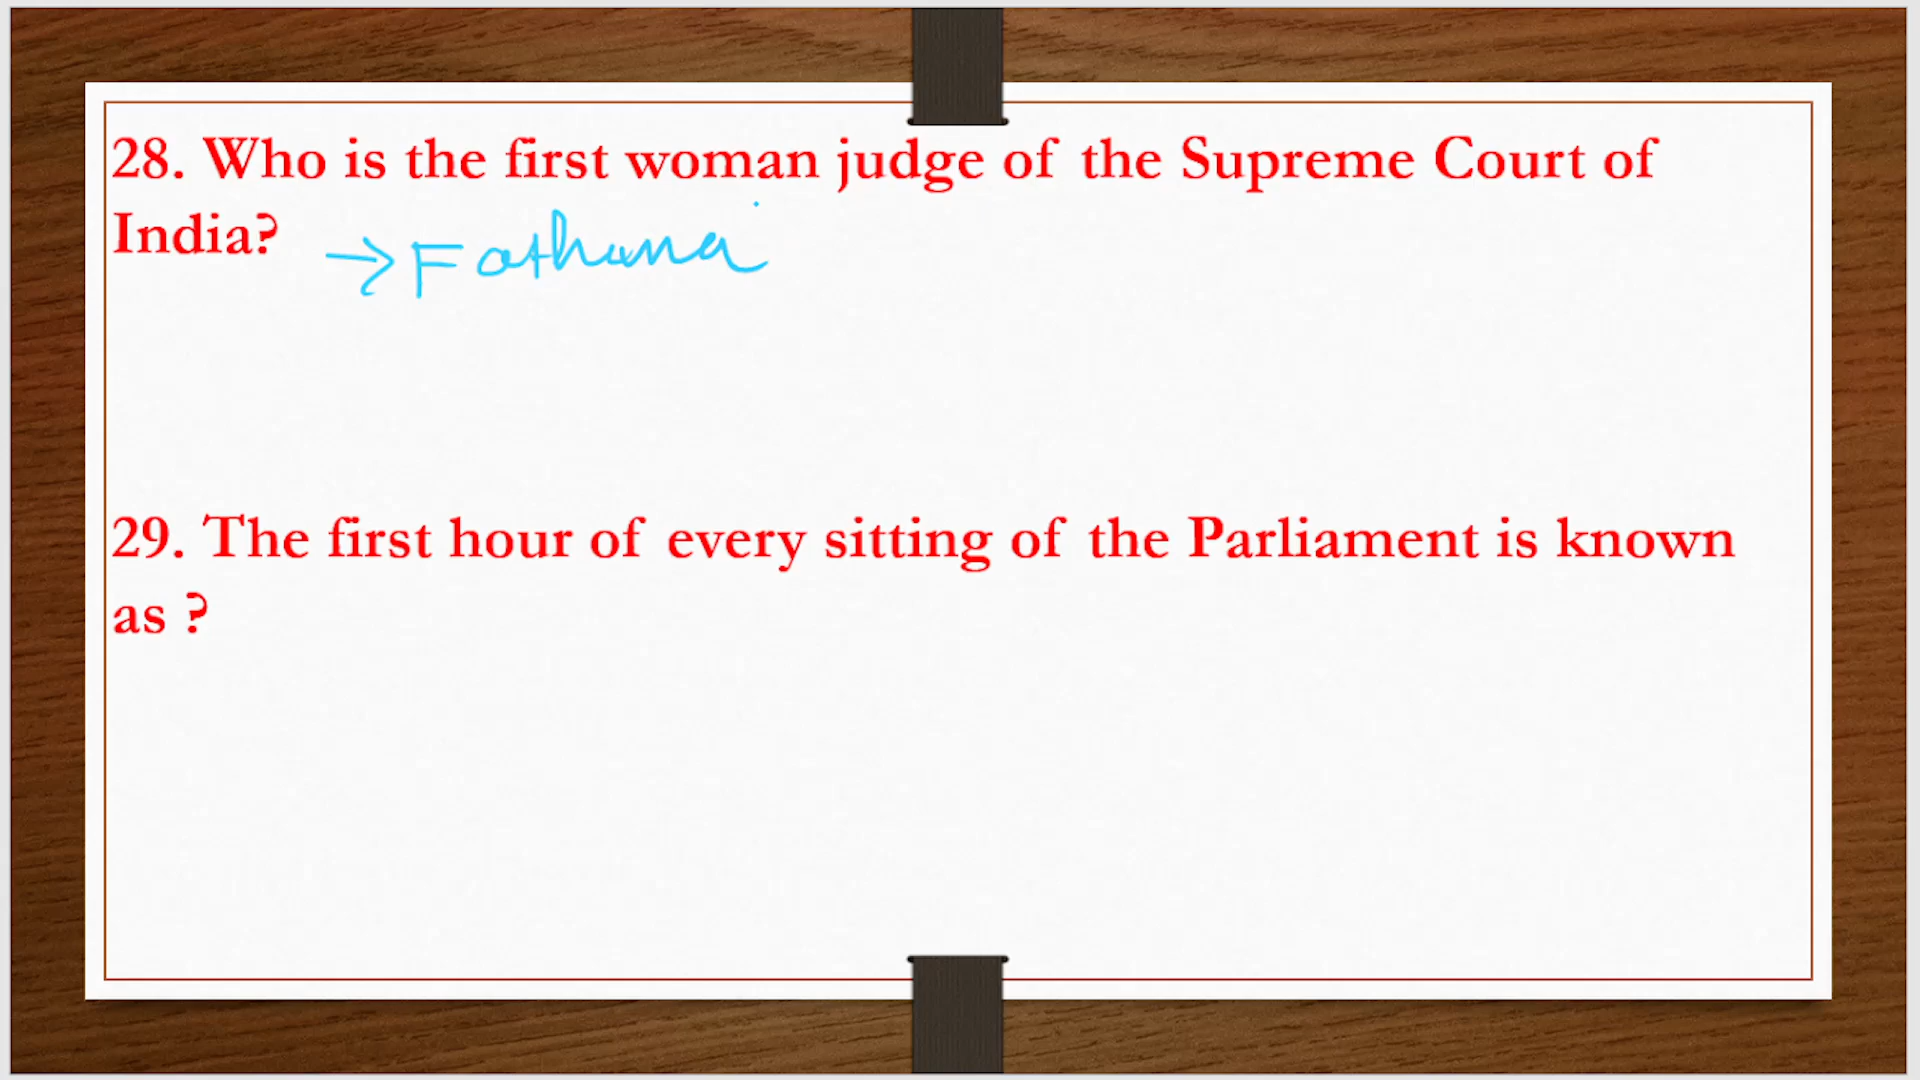 28. Who is the first woman judge of the Supreme Court of
India? → Fathima
29. The first hour of every sitting of the Parliament is known
as ?